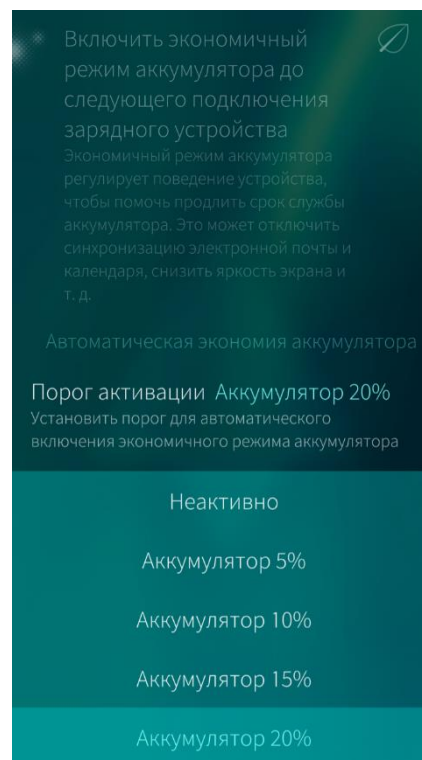 Включить экономичный
режим аккумулятора до
следующего подключения
зарядного устройства
Экономичный режим аккумулятора
регулирует поведение устройства,
чтобы помочь продлить срок службы
аккумулятора. Это может отключить
синхронизацию электронной почты и
календаря, снизить яркость экрана и
т. д.
Автоматическая экономия аккумулятора
Порог активации Аккумулятор 20%
Установить порог для автоматического
включения экономичного режима аккумулятора
Неактивно
Аккумулятор 5%
Аккумулятор 10%
Аккумулятор 15%
Аккумулятор 20%